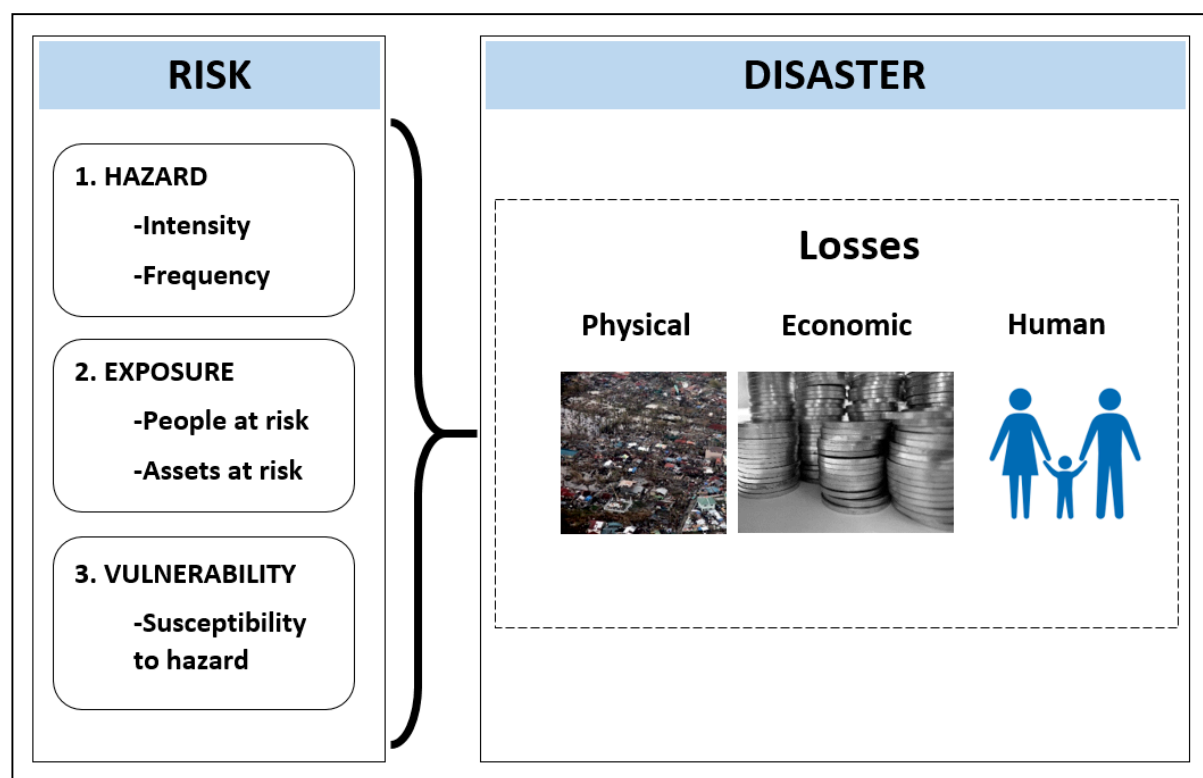 RISK
1. HAZARD
-Intensity
-Frequency
2. EXPOSURE
-People at risk
-Assets at risk
3. VULNERABILITY
-Susceptibility
to hazard
DISASTER
Losses
Physical
Economic
Human